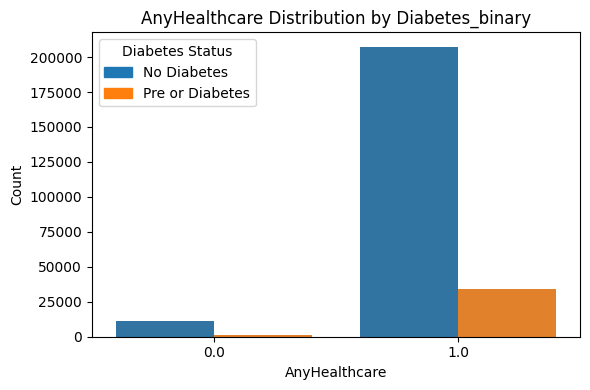 AnyHealthcare Distribution by Diabetes_binary
Diabetes Status
No Diabetes
Pre or Diabetes
200000
175000
150000
125000
100000
75000
50000
25000
0
Count
0.0
1.0
AnyHealthcare